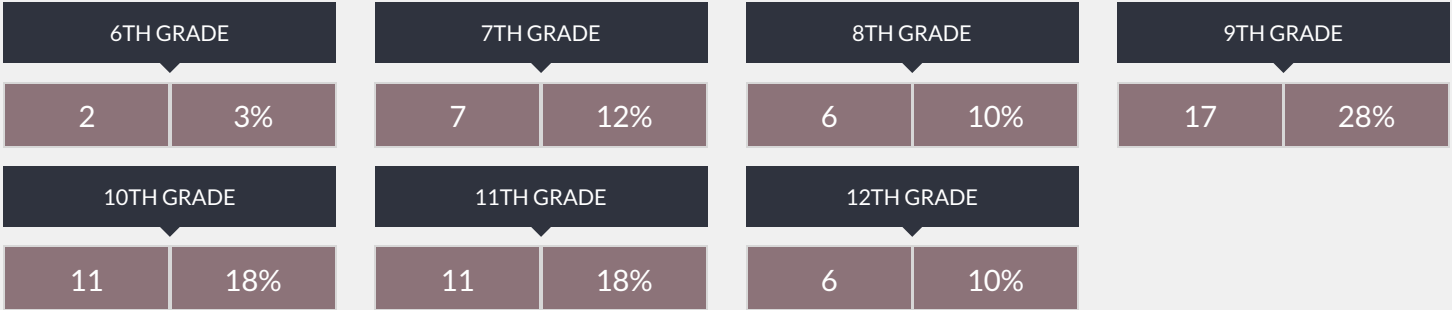 6TH GRADE 7TH GRADE 8TH GRADE 9TH GRADE
2 3% 7 12% 6 10% 17 28%
10TH GRADE 11TH GRADE 12TH GRADE
11 18% 11 18% 6 10%